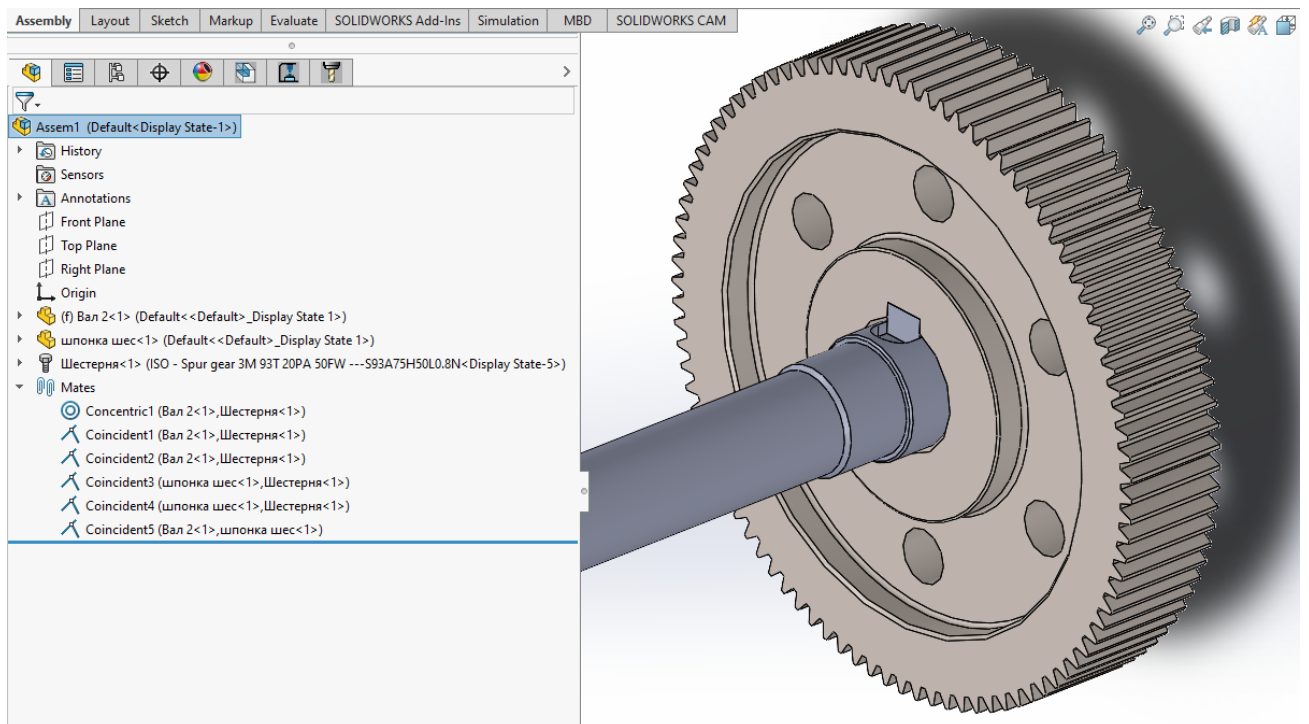 Assembly Layout Sketch Markup Evaluate SOLIDWORKS Add-Ins Simulation MBD SOLIDWORKS CAM
Assem1 (Default<Display State-1>)
History
Sensors
Annotations
Front Plane
Top Plane
Right Plane
Origin
(f) Вал 2<1> (Default<<Default>_Display State 1>)
шпонка шес<1> (Default<<Default>_Display State 1>)
Шестерня<1> (ISO - Spur gear 3M 93T 20PA 50FW ---S93A75H50L0.8N<Display State-5>)
Mates
Concentric1 (Вал 2<1>,Шестерня<1>)
Coincident1 (Вал 2<1>,Шестерня<1>)
Coincident2 (Вал 2<1>,Шестерня<1>)
Coincident3 (шпонка шес<1>,Шестерня<1>)
Coincident4 (шпонка шес<1>,Шестерня<1>)
Coincident5 (Вал 2<1>,шпонка шес<1>)